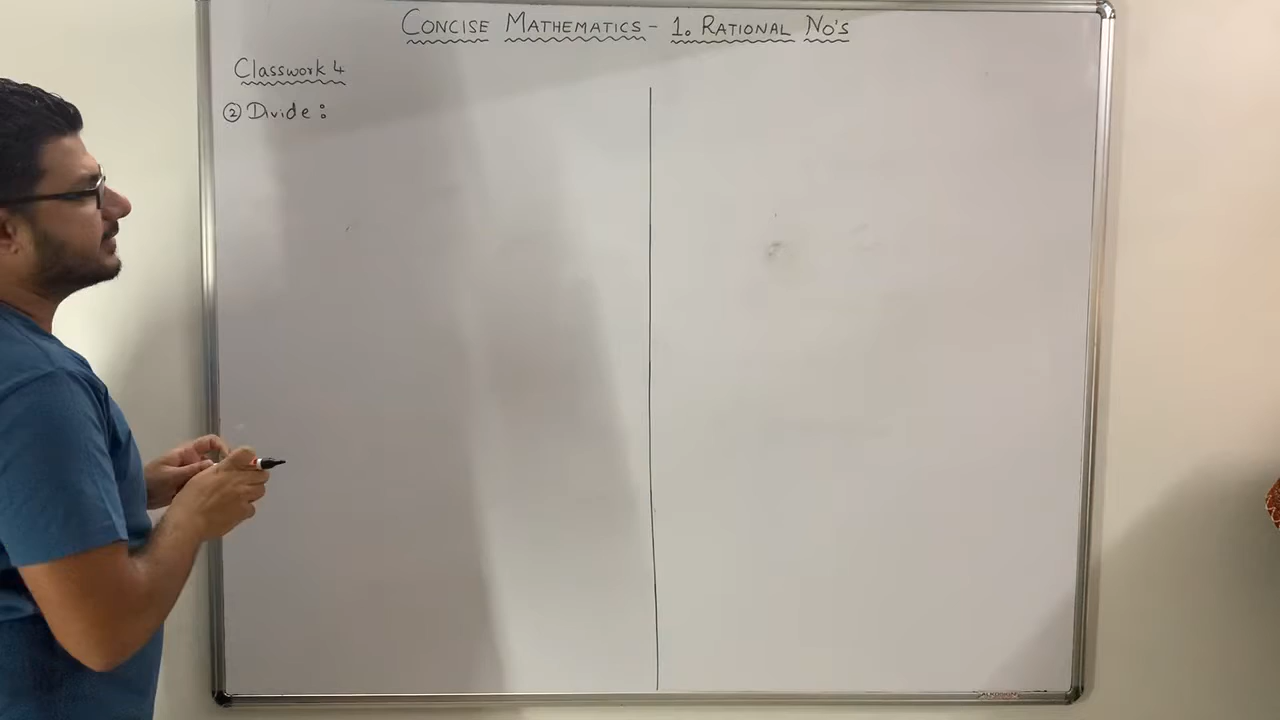 CONCISE MATHEMATICS - 1. RATIONAL NO'S
Classwork 4
② Divide :